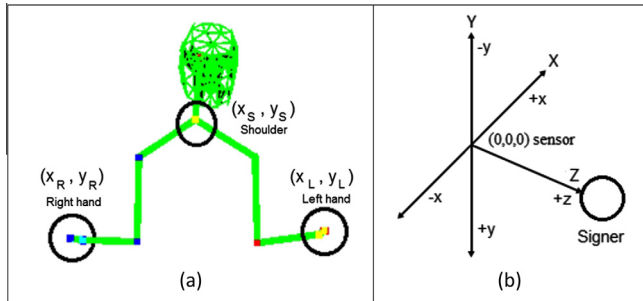 (x_S , y_S)
Shoulder
(x_R , y_R)
Right hand
(x_L , y_L)
Left hand
(a)
Y
-y
X
+x
(0,0,0) sensor
Z
+z
-x
+y
Signer
(b)